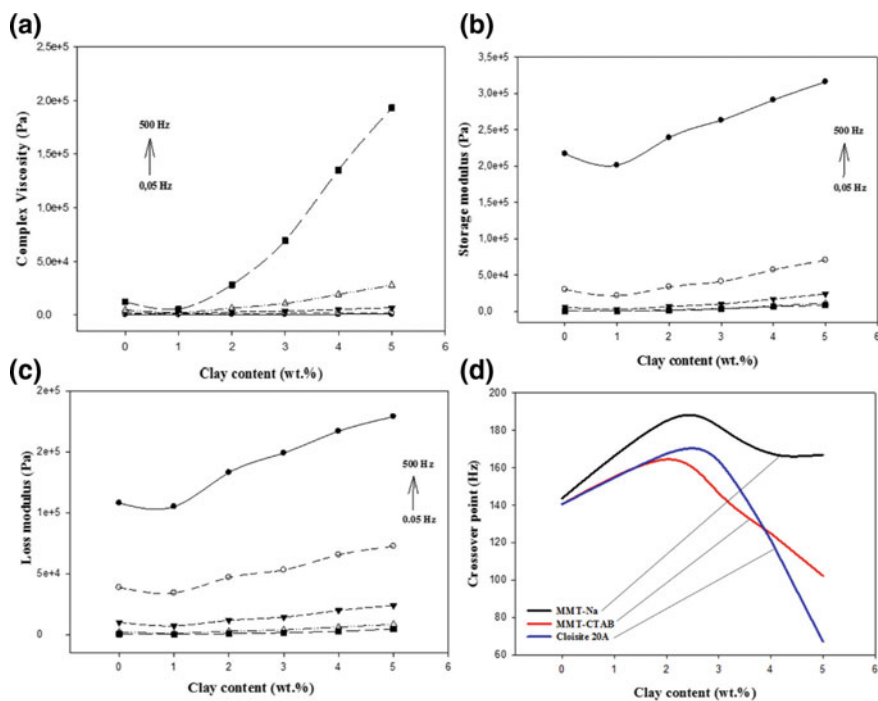 (a)
Complex Viscosity (Pa)
2,5e+5
2,0e+5
1,5e+5
1,0e+5
5,0e+4
0,0
500 Hz
0,05 Hz
0 1 2 3 4 5 6
Clay content (wt.%)
(b)
Storage modulus (Pa)
3,5e+5
3,0e+5
2,5e+5
2,0e+5
1,5e+5
1,0e+5
5,0e+4
0,0
500 Hz
0,05 Hz
0 1 2 3 4 5 6
Clay content (wt.%)
(c)
Loss modulus (Pa)
2e+5
2e+5
1e+5
5e+4
0
500 Hz
0.05 Hz
0 1 2 3 4 5 6
Clay content (wt.%)
(d)
Crossover point (Hz)
200
180
160
140
120
100
80
60
MMT-Na
MMT-CTAB
Cloisite 20A
0 1 2 3 4 5 6
Clay content (wt.%)